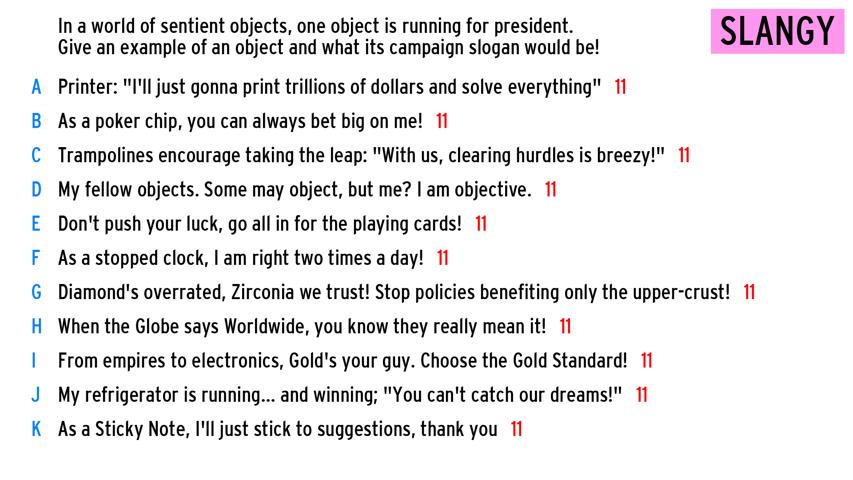 In a world of sentient objects, one object is running for president.
Give an example of an object and what its campaign slogan would be!
SLANGY
A Printer: "I'll just gonna print trillions of dollars and solve everything" 11
B As a poker chip, you can always bet big on me! 11
C Trampolines encourage taking the leap: "With us, clearing hurdles is breezy!" 11
D My fellow objects. Some may object, but me? I am objective. 11
E Don't push your luck, go all in for the playing cards! 11
F As a stopped clock, I am right two times a day! 11
G Diamond's overrated, Zirconia we trust! Stop policies benefiting only the upper-crust! 11
H When the Globe says Worldwide, you know they really mean it! 11
I From empires to electronics, Gold's your guy. Choose the Gold Standard! 11
J My refrigerator is running... and winning; "You can't catch our dreams!" 11
K As a Sticky Note, I'll just stick to suggestions, thank you 11